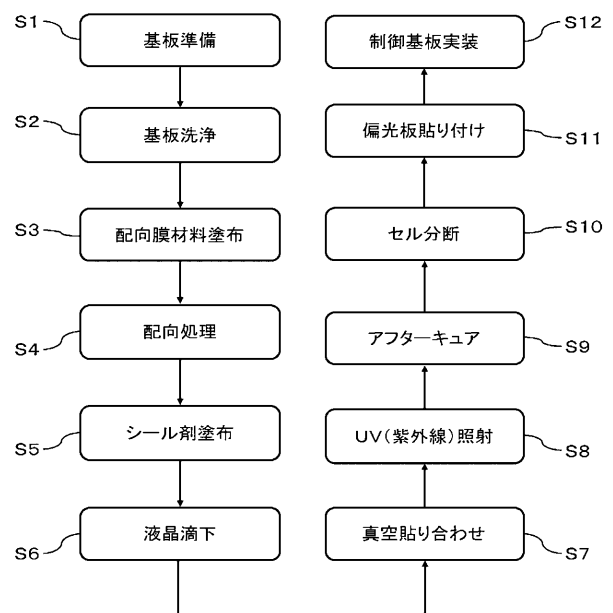 S1
基板準備
S2
基板洗浄
S3
配向膜材料塗布
S4
配向処理
S5
シール剤塗布
S6
液晶滴下
S7
真空貼り合わせ
S8
UV(紫外線)照射
S9
アフターキュア
S10
セル分断
S11
偏光板貼り付け
S12
制御基板実装